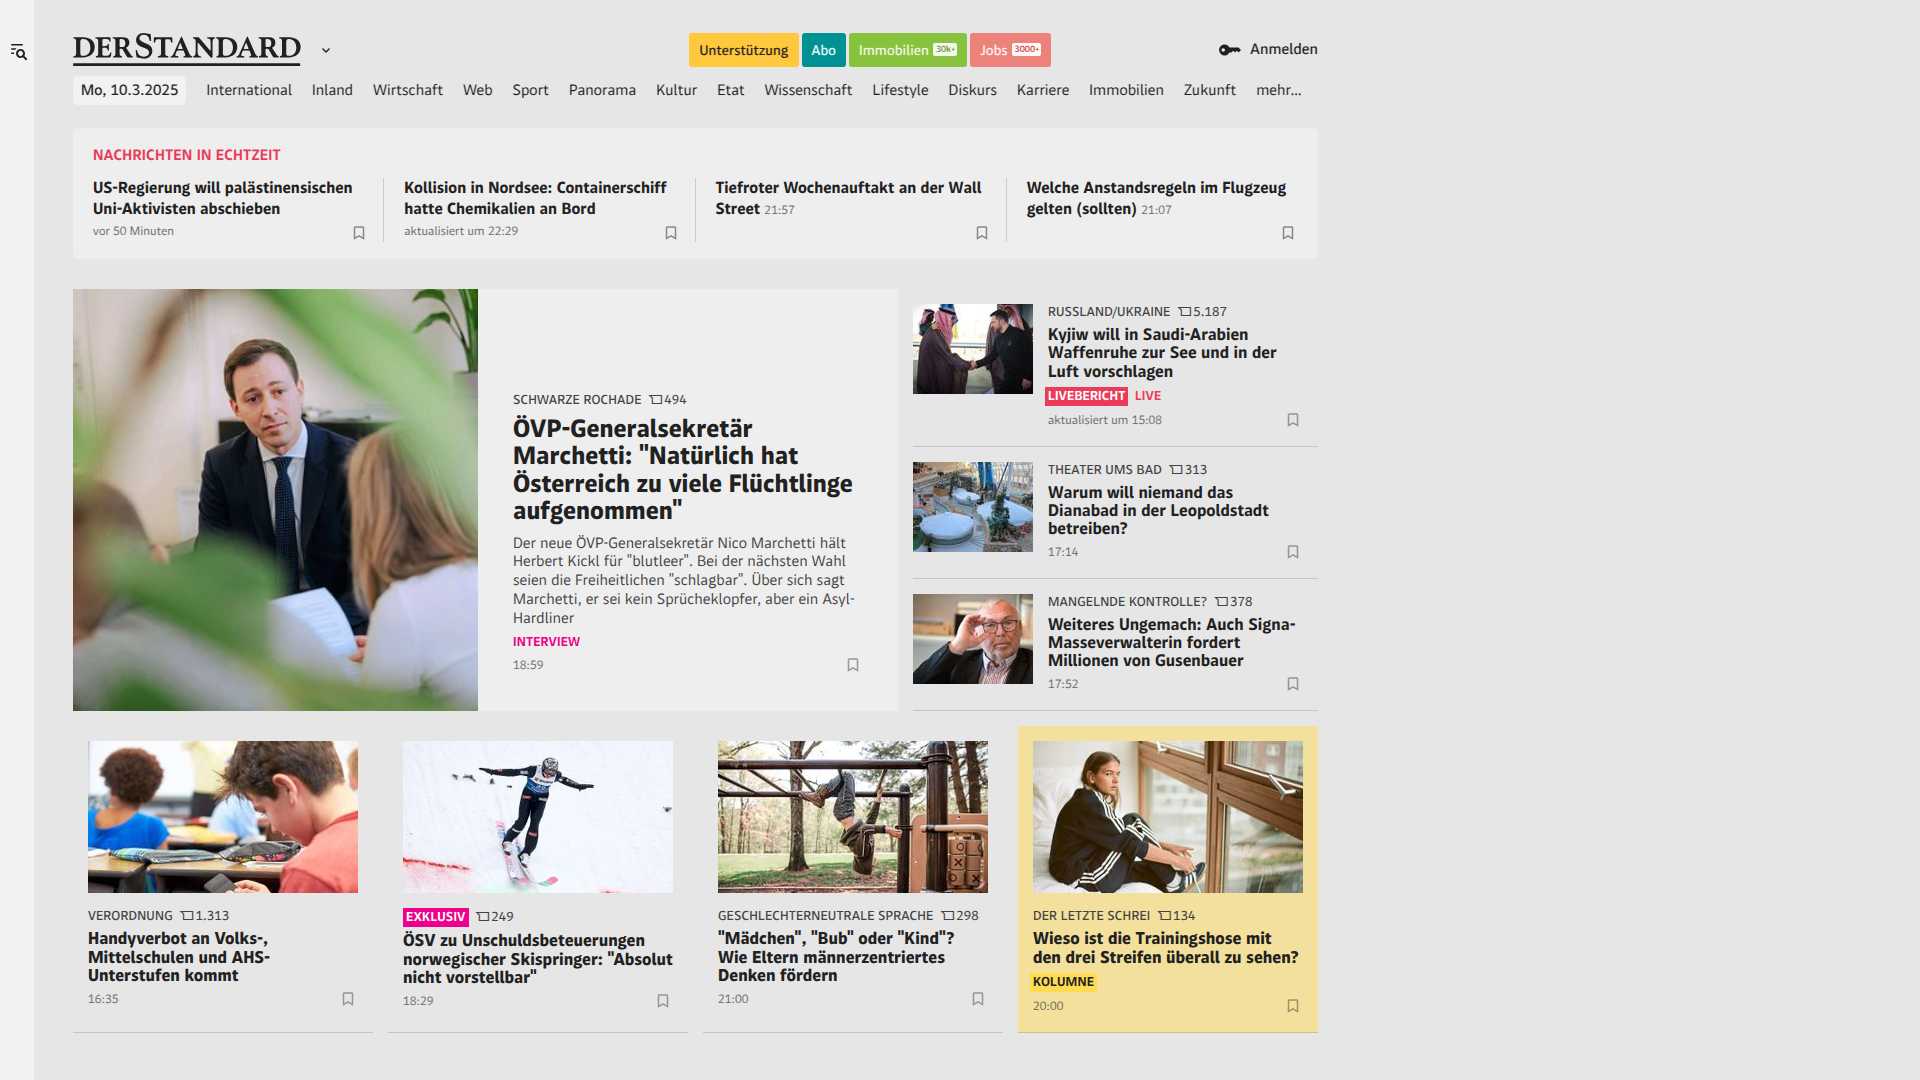 DERSTANDARD
Unterstützung
Abo
Immobilien 30k+
Jobs 3000+
Anmelden
Mo, 10.3.2025
International
Inland
Wirtschaft
Web
Sport
Panorama
Kultur
Etat
Wissenschaft
Lifestyle
Diskurs
Karriere
Immobilien
Zukunft
mehr...
NACHRICHTEN IN ECHTZEIT
US-Regierung will palästinensischen
Uni-Aktivisten abschieben
vor 50 Minuten
Kollision in Nordsee: Containerschiff
hatte Chemikalien an Bord
aktualisiert um 22:29
Tiefroter Wochenauftakt an der Wall
Street 21:57
Welche Anstandsregeln im Flugzeug
gelten (sollten) 21:07
SCHWARZE ROCHADE 494
ÖVP-Generalsekretär
Marchetti: "Natürlich hat
Österreich zu viele Flüchtlinge
aufgenommen"
Der neue ÖVP-Generalsekretär Nico Marchetti hält
Herbert Kickl für "blutleer". Bei der nächsten Wahl
seien die Freiheitlichen "schlagbar". Über sich sagt
Marchetti, er sei kein Sprücheklopfer, aber ein Asyl-
Hardliner
INTERVIEW
18:59
RUSSLAND/UKRAINE 5.187
Kyjiw will in Saudi-Arabien
Waffenruhe zur See und in der
Luft vorschlagen
LIVEBERICHT LIVE
aktualisiert um 15:08
THEATER UMS BAD 313
Warum will niemand das
Dianabad in der Leopoldstadt
betreiben?
17:14
MANGELNDE KONTROLLE? 378
Weiteres Ungemach: Auch Signa-
Masseverwalterin fordert
Millionen von Gusenbauer
17:52
VERORDNUNG 1.313
Handyverbot an Volks-,
Mittelschulen und AHS-
Unterstufen kommt
16:35
EXKLUSIV 249
ÖSV zu Unschuldsbeteuerungen
norwegischer Skispringer: "Absolut
nicht vorstellbar"
18:29
GESCHLECHTERNEUTRALE SPRACHE 298
"Mädchen", "Bub" oder "Kind"?
Wie Eltern männerzentriertes
Denken fördern
21:00
DER LETZTE SCHREI 134
Wieso ist die Trainingshose mit
den drei Streifen überall zu sehen?
KOLUMNE
20:00